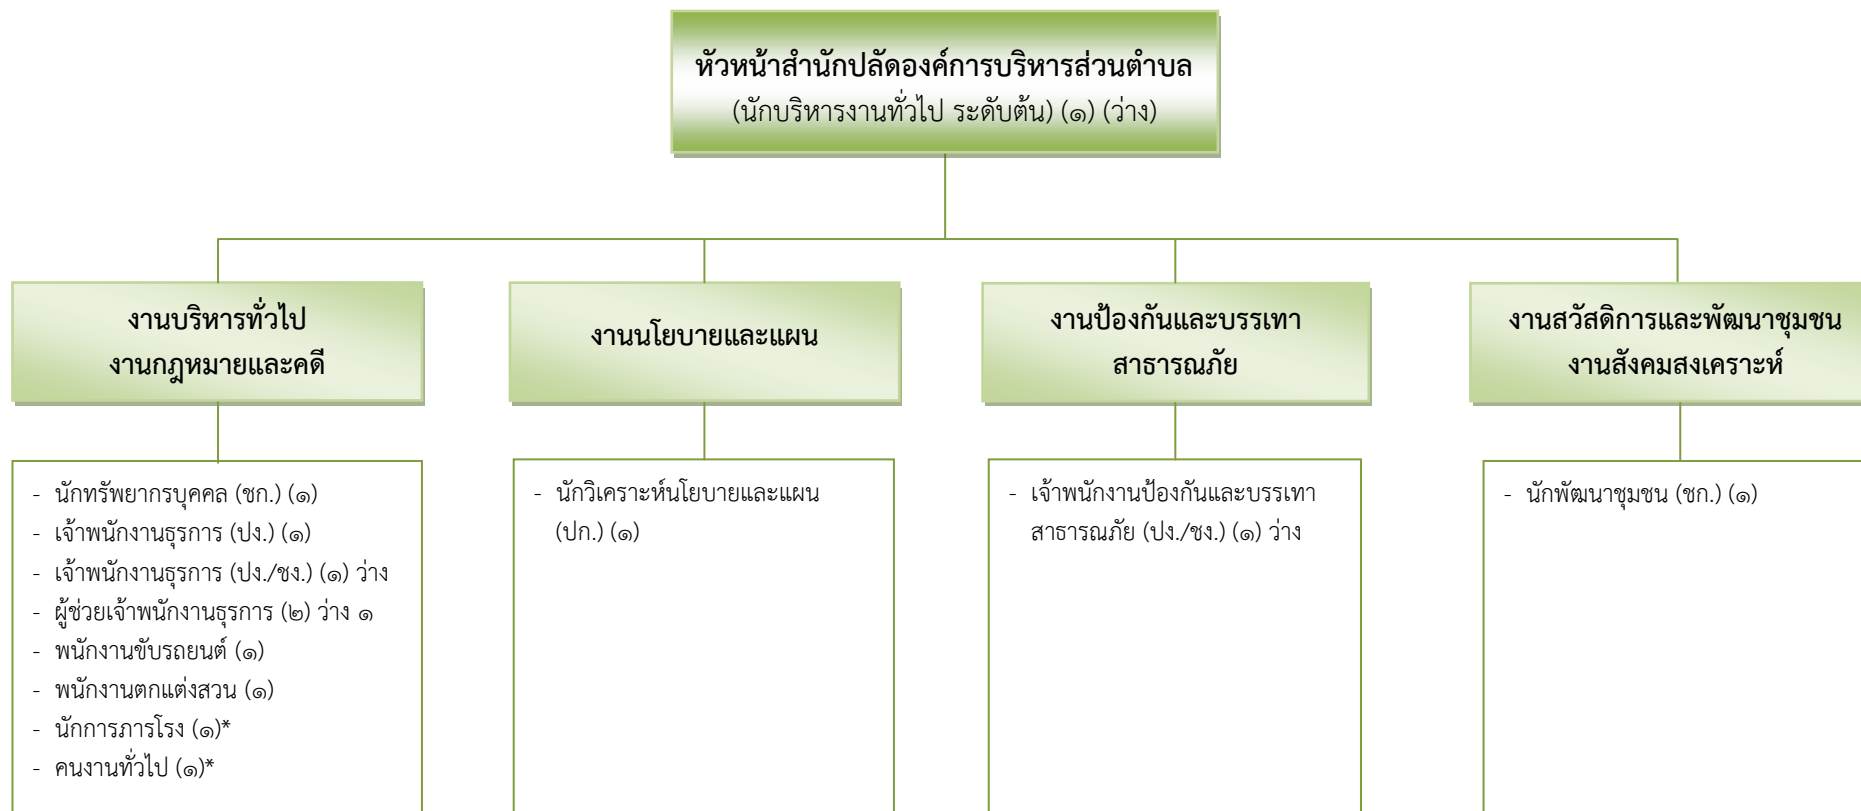 หัวหน้าสำนักปลัดองค์การบริหารส่วนตำบล
(นักบริหารงานทั่วไป ระดับต้น) (๑) (ว่าง)
งานบริหารทั่วไป
งานกฎหมายและคดี
งานนโยบายและแผน
งานป้องกันและบรรเทา
สาธารณภัย
งานสวัสดิการและพัฒนาชุมชน
งานสังคมสงเคราะห์
- นักทรัพยากรบุคคล (ชก.) (๑)
- เจ้าพนักงานธุรการ (ปง.) (๑)
- เจ้าพนักงานธุรการ (ปง./ชง.) (๑) ว่าง
- ผู้ช่วยเจ้าพนักงานธุรการ (๒) ว่าง ๑
- พนักงานขับรถยนต์ (๑)
- พนักงานตกแต่งสวน (๑)
- นักการภารโรง (๑)*
- คนงานทั่วไป (๑)*
- นักวิเคราะห์นโยบายและแผน
(ปก.) (๑)
- เจ้าพนักงานป้องกันและบรรเทา
สาธารณภัย (ปง./ชง.) (๑) ว่าง
- นักพัฒนาชุมชน (ชก.) (๑)